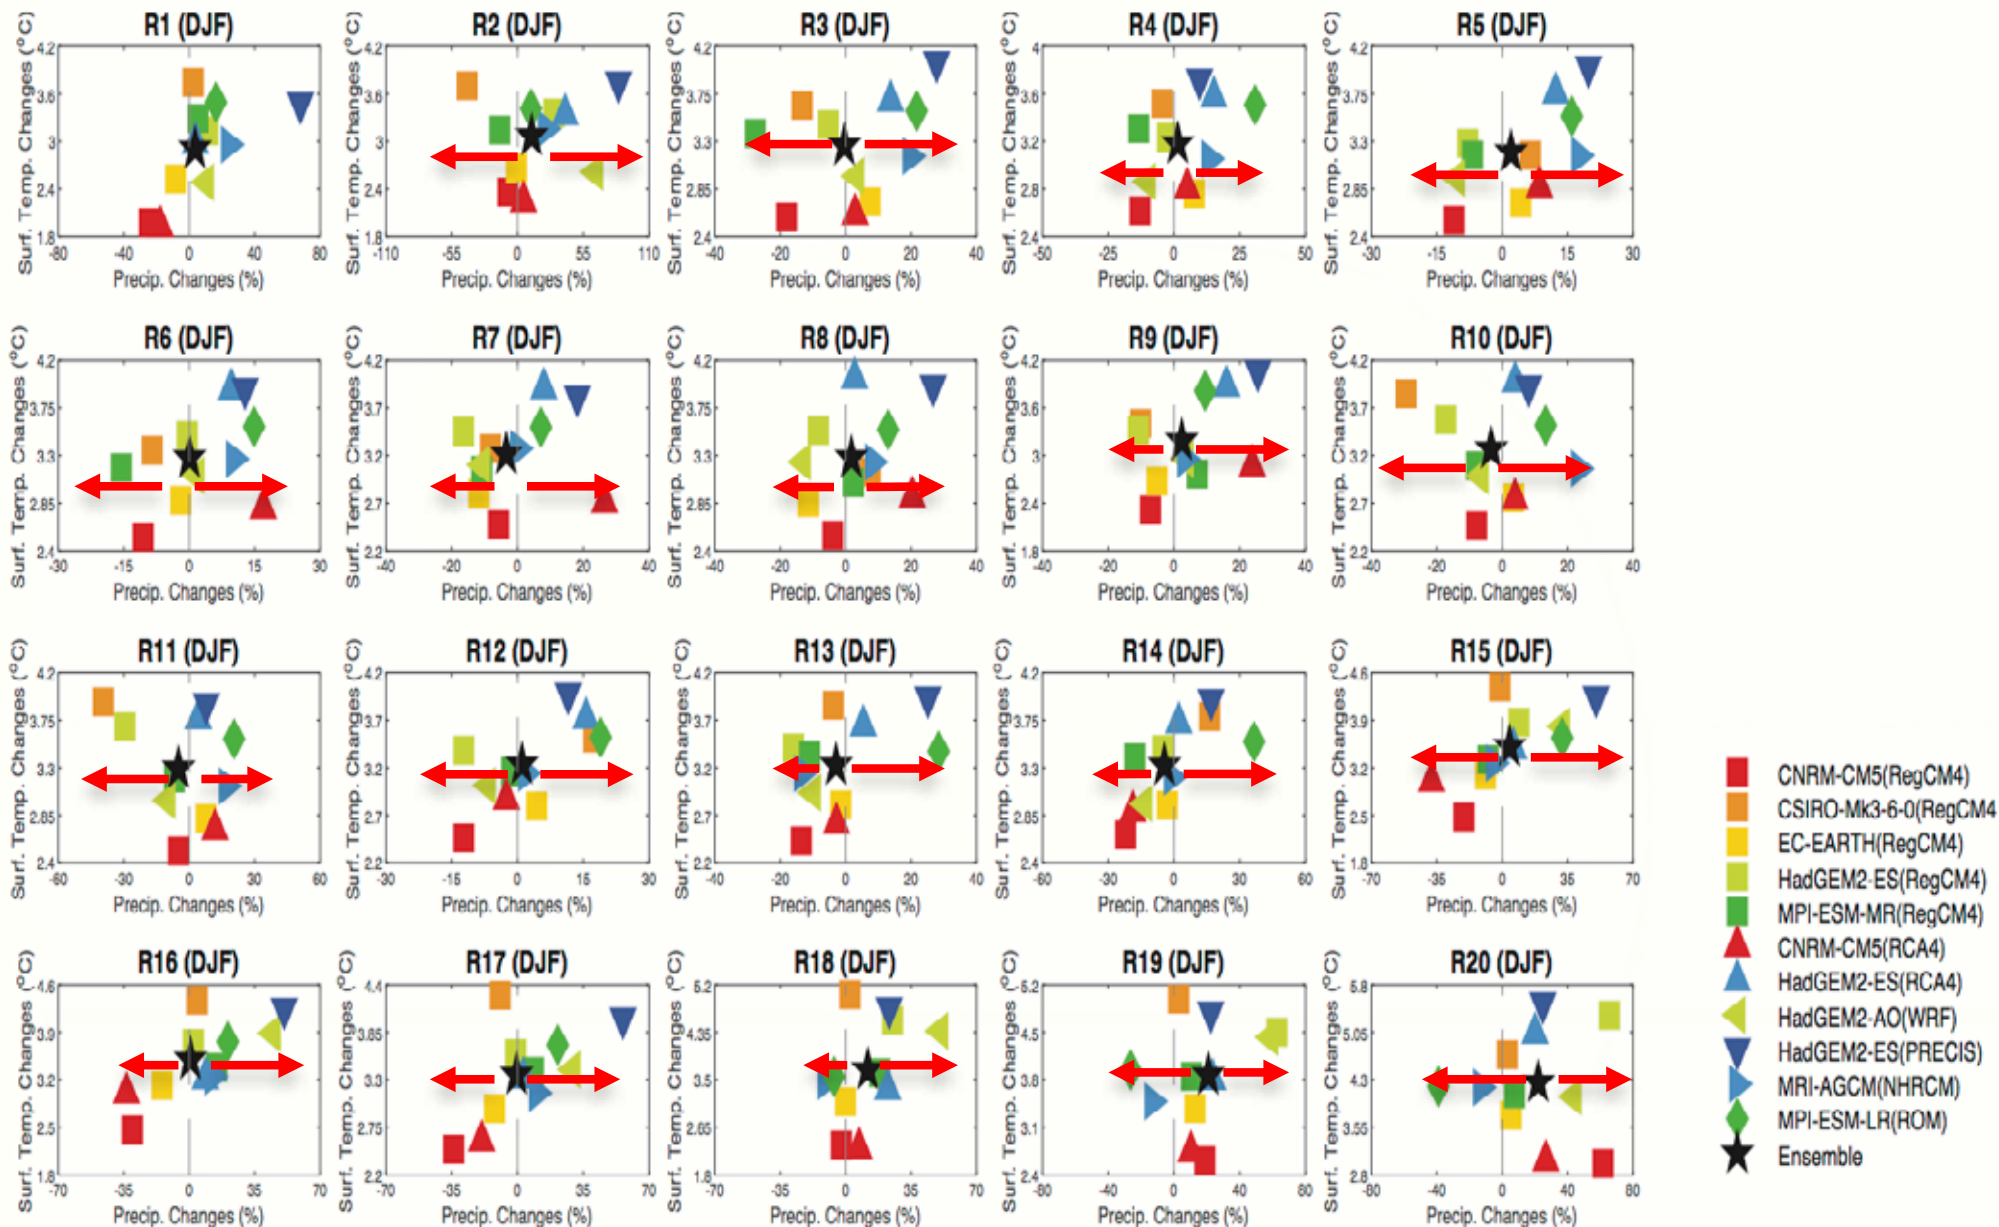 R1 (DJF) R2 (DJF) R3 (DJF) R4 (DJF) R5 (DJF)
Surf. Temp. Changes (°C) Surf. Temp. Changes (°C) Surf. Temp. Changes (°C) Surf. Temp. Changes (°C) Surf. Temp. Changes (°C)
4.2 4.2 4.2 4 4.2
3.6 3.6 3.75 3.6 3.75
3 3 3.3 3.2 3.3
2.4 2.4 2.85 2.8 2.85
1.8 1.8 2.4 2.4 2.4
-80 -40 0 40 80 -110 -55 0 55 110 -40 -20 0 20 40 -50 -25 0 25 50 -30 -15 0 15 30
Precip. Changes (%) Precip. Changes (%) Precip. Changes (%) Precip. Changes (%) Precip. Changes (%)
R6 (DJF) R7 (DJF) R8 (DJF) R9 (DJF) R10 (DJF)
Surf. Temp. Changes (°C) Surf. Temp. Changes (°C) Surf. Temp. Changes (°C) Surf. Temp. Changes (°C) Surf. Temp. Changes (°C)
4.2 4.2 4.2 4.2 4.2
3.75 3.7 3.75 3.6 3.7
3.3 3.2 3.3 3 3.2
2.85 2.7 2.85 2.4 2.7
2.4 2.2 2.4 1.8 2.2
-30 -15 0 15 30 -40 -20 0 20 40 -40 -20 0 20 40 -40 -20 0 20 40 -40 -20 0 20 40
Precip. Changes (%) Precip. Changes (%) Precip. Changes (%) Precip. Changes (%) Precip. Changes (%)
R11 (DJF) R12 (DJF) R13 (DJF) R14 (DJF) R15 (DJF)
Surf. Temp. Changes (°C) Surf. Temp. Changes (°C) Surf. Temp. Changes (°C) Surf. Temp. Changes (°C) Surf. Temp. Changes (°C)
4.2 4.2 4.2 4.2 4.6
3.75 3.7 3.7 3.75 3.9
3.3 3.2 3.2 3.3 3.2
2.85 2.7 2.7 2.85 2.5
2.4 2.2 2.2 2.4 1.8
-60 -30 0 30 60 -30 -15 0 15 30 -40 -20 0 20 40 -60 -30 0 30 60 -70 -35 0 35 70
Precip. Changes (%) Precip. Changes (%) Precip. Changes (%) Precip. Changes (%) Precip. Changes (%)
R16 (DJF) R17 (DJF) R18 (DJF) R19 (DJF) R20 (DJF)
Surf. Temp. Changes (°C) Surf. Temp. Changes (°C) Surf. Temp. Changes (°C) Surf. Temp. Changes (°C) Surf. Temp. Changes (°C)
4.6 4.4 5.2 5.2 5.8
3.9 3.85 4.35 4.5 5.05
3.2 3.3 3.5 3.8 4.3
2.5 2.75 2.65 3.1 3.55
1.8 2.2 1.8 2.4 2.8
-70 -35 0 35 70 -70 -35 0 35 70 -70 -35 0 35 70 -80 -40 0 40 80 -80 -40 0 40 80
Precip. Changes (%) Precip. Changes (%) Precip. Changes (%) Precip. Changes (%) Precip. Changes (%)
CNRM-CM5(RegCM4)
CSIRO-Mk3-6-0(RegCM4
EC-EARTH(RegCM4)
HadGEM2-ES(RegCM4)
MPI-ESM-MR(RegCM4)
CNRM-CM5(RCA4)
HadGEM2-ES(RCA4)
HadGEM2-AO(WRF)
HadGEM2-ES(PRECIS)
MRI-AGCM(NHRCM)
MPI-ESM-LR(ROM)
Ensemble